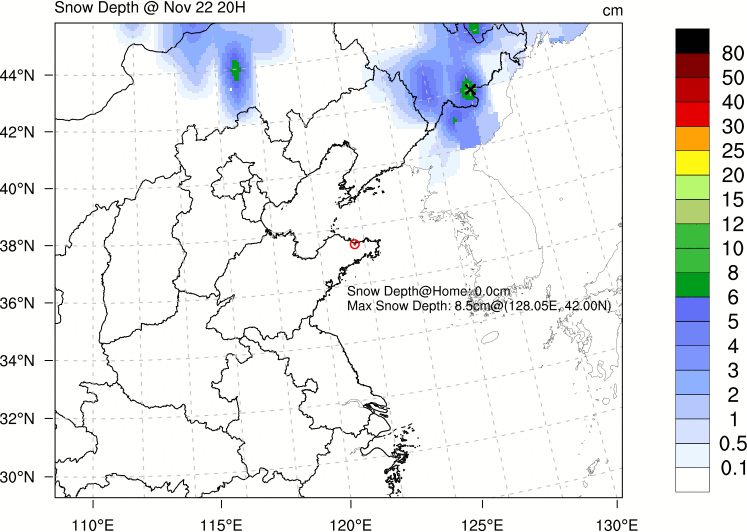 Snow Depth @ Nov 22 20H
cm
44°N
42°N
40°N
38°N
36°N
34°N
32°N
30°N
Snow Depth@Home: 0.0cm
Max Snow Depth: 8.5cm@(128.05E, 42.00N)
110°E 115°E 120°E 125°E 130°E
80
50
40
30
25
20
15
12
10
8
6
5
4
3
2
1
0.5
0.1